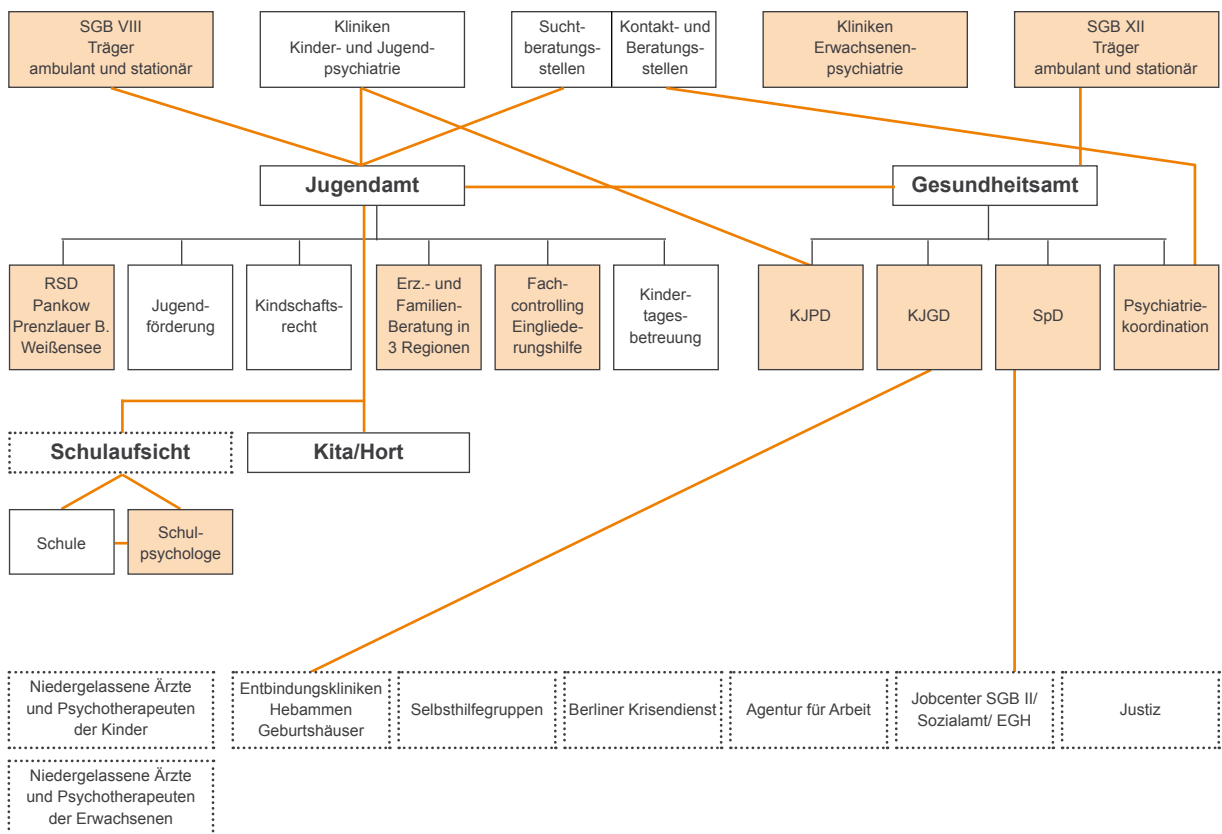 SGB VIII
Träger
ambulant und stationär
Kliniken
Kinder- und Jugend-
psychiatrie
Sucht-
beratungs-
stellen
Kontakt- und
Beratungs-
stellen
Kliniken
Erwachsenen-
psychiatrie
SGB XII
Träger
ambulant und stationär
Jugendamt
Gesundheitsamt
RSD
Pankow
Prenzlauer B.
Weißensee
Jugend-
förderung
Kindschafts-
recht
Erz.- und
Familien-
Beratung in
3 Regionen
Fach-
controlling
Eingliede-
rungshilfe
Kinder-
tages-
betreuung
KJPD
KJGD
SpD
Psychiatrie-
koordination
Schulaufsicht
Kita/Hort
Schule
Schul-
psychologe
Niedergelassene Ärzte
und Psychotherapeuten
der Kinder
Entbindungskliniken
Hebammen
Geburtshäuser
Selbsthilfegruppen
Berliner Krisendienst
Agentur für Arbeit
Jobcenter SGB II/
Sozialamt/ EGH
Justiz
Niedergelassene Ärzte
und Psychotherapeuten
der Erwachsenen